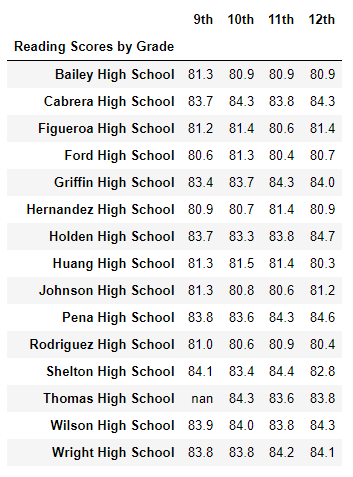 9th 10th 11th 12th
Reading Scores by Grade
Bailey High School 81.3 80.9 80.9 80.9
Cabrera High School 83.7 84.3 83.8 84.3
Figueroa High School 81.2 81.4 80.6 81.4
Ford High School 80.6 81.3 80.4 80.7
Griffin High School 83.4 83.7 84.3 84.0
Hernandez High School 80.9 80.7 81.4 80.9
Holden High School 83.7 83.3 83.8 84.7
Huang High School 81.3 81.5 81.4 80.3
Johnson High School 81.3 80.8 80.6 81.2
Pena High School 83.8 83.6 84.3 84.6
Rodriguez High School 81.0 80.6 80.9 80.4
Shelton High School 84.1 83.4 84.4 82.8
Thomas High School nan 84.3 83.6 83.8
Wilson High School 83.9 84.0 83.8 84.3
Wright High School 83.8 83.8 84.2 84.1